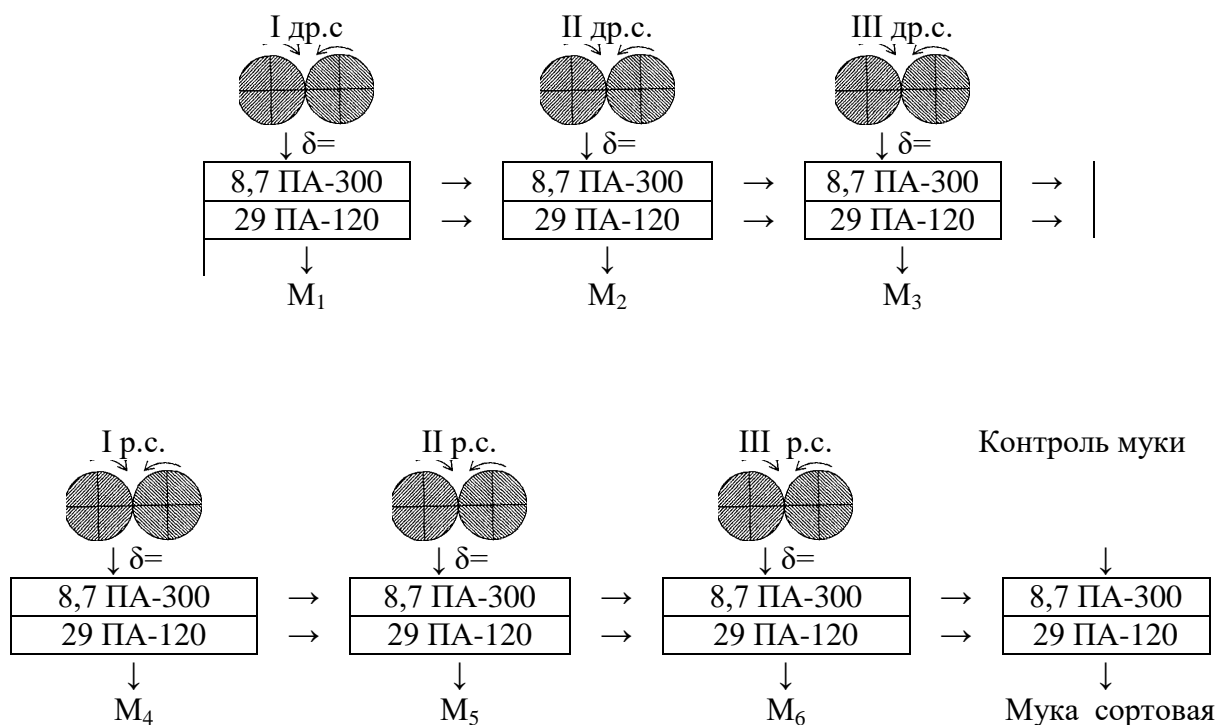 I др.с II др.с. III др.с.
↓ δ= ↓ δ= ↓ δ=
8,7 ПА-300 → 8,7 ПА-300 → 8,7 ПА-300 →
29 ПА-120 → 29 ПА-120 → 29 ПА-120 →
↓ ↓ ↓
М₁ М₂ М₃
I р.с. II р.с. III р.с. Контроль муки
↓ δ= ↓ δ= ↓ δ= ↓
8,7 ПА-300 → 8,7 ПА-300 → 8,7 ПА-300 → 8,7 ПА-300
29 ПА-120 → 29 ПА-120 → 29 ПА-120 → 29 ПА-120
↓ ↓ ↓ ↓
М₄ М₅ М₆ Мука сортовая